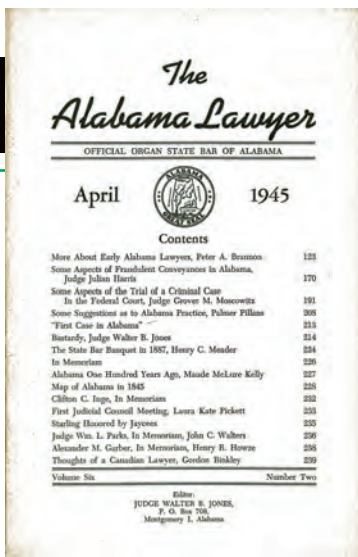 The
Alabama Lawyer
OFFICIAL ORGAN STATE BAR OF ALABAMA
April 1945
Contents
More About Early Alabama Lawyers, Peter A. Brannon 123
Some Aspects of Fraudulent Conveyances in Alabama,
Judge Julian Harris 170
Some Aspects of the Trial of a Criminal Case
In the Federal Court, Judge Grover M. Moscowitz 191
Some Suggestions as to Alabama Practice, Palmer Pillans 208
"First Case in Alabama" 213
Bastardy, Judge Walter B. Jones 214
The State Bar Banquet in 1887, Henry C. Meader 224
In Memoriam 226
Alabama One Hundred Years Ago, Maude McLure Kelly 227
Map of Alabama in 1845 228
Clifton C. Inge, In Memoriam 232
First Judicial Council Meeting, Laura Kate Pickett 233
Starling Honored by Jaycees 235
Judge Wm. L. Parks, In Memoriam, John C. Walters 236
Alexander M. Garber, In Memoriam, Henry R. Howze 238
Thoughts of a Canadian Lawyer, Gordon Binkley 239
Volume Six Number Two
Editor:
JUDGE WALTER B. JONES,
P. O. Box 708,
Montgomery 1, Alabama